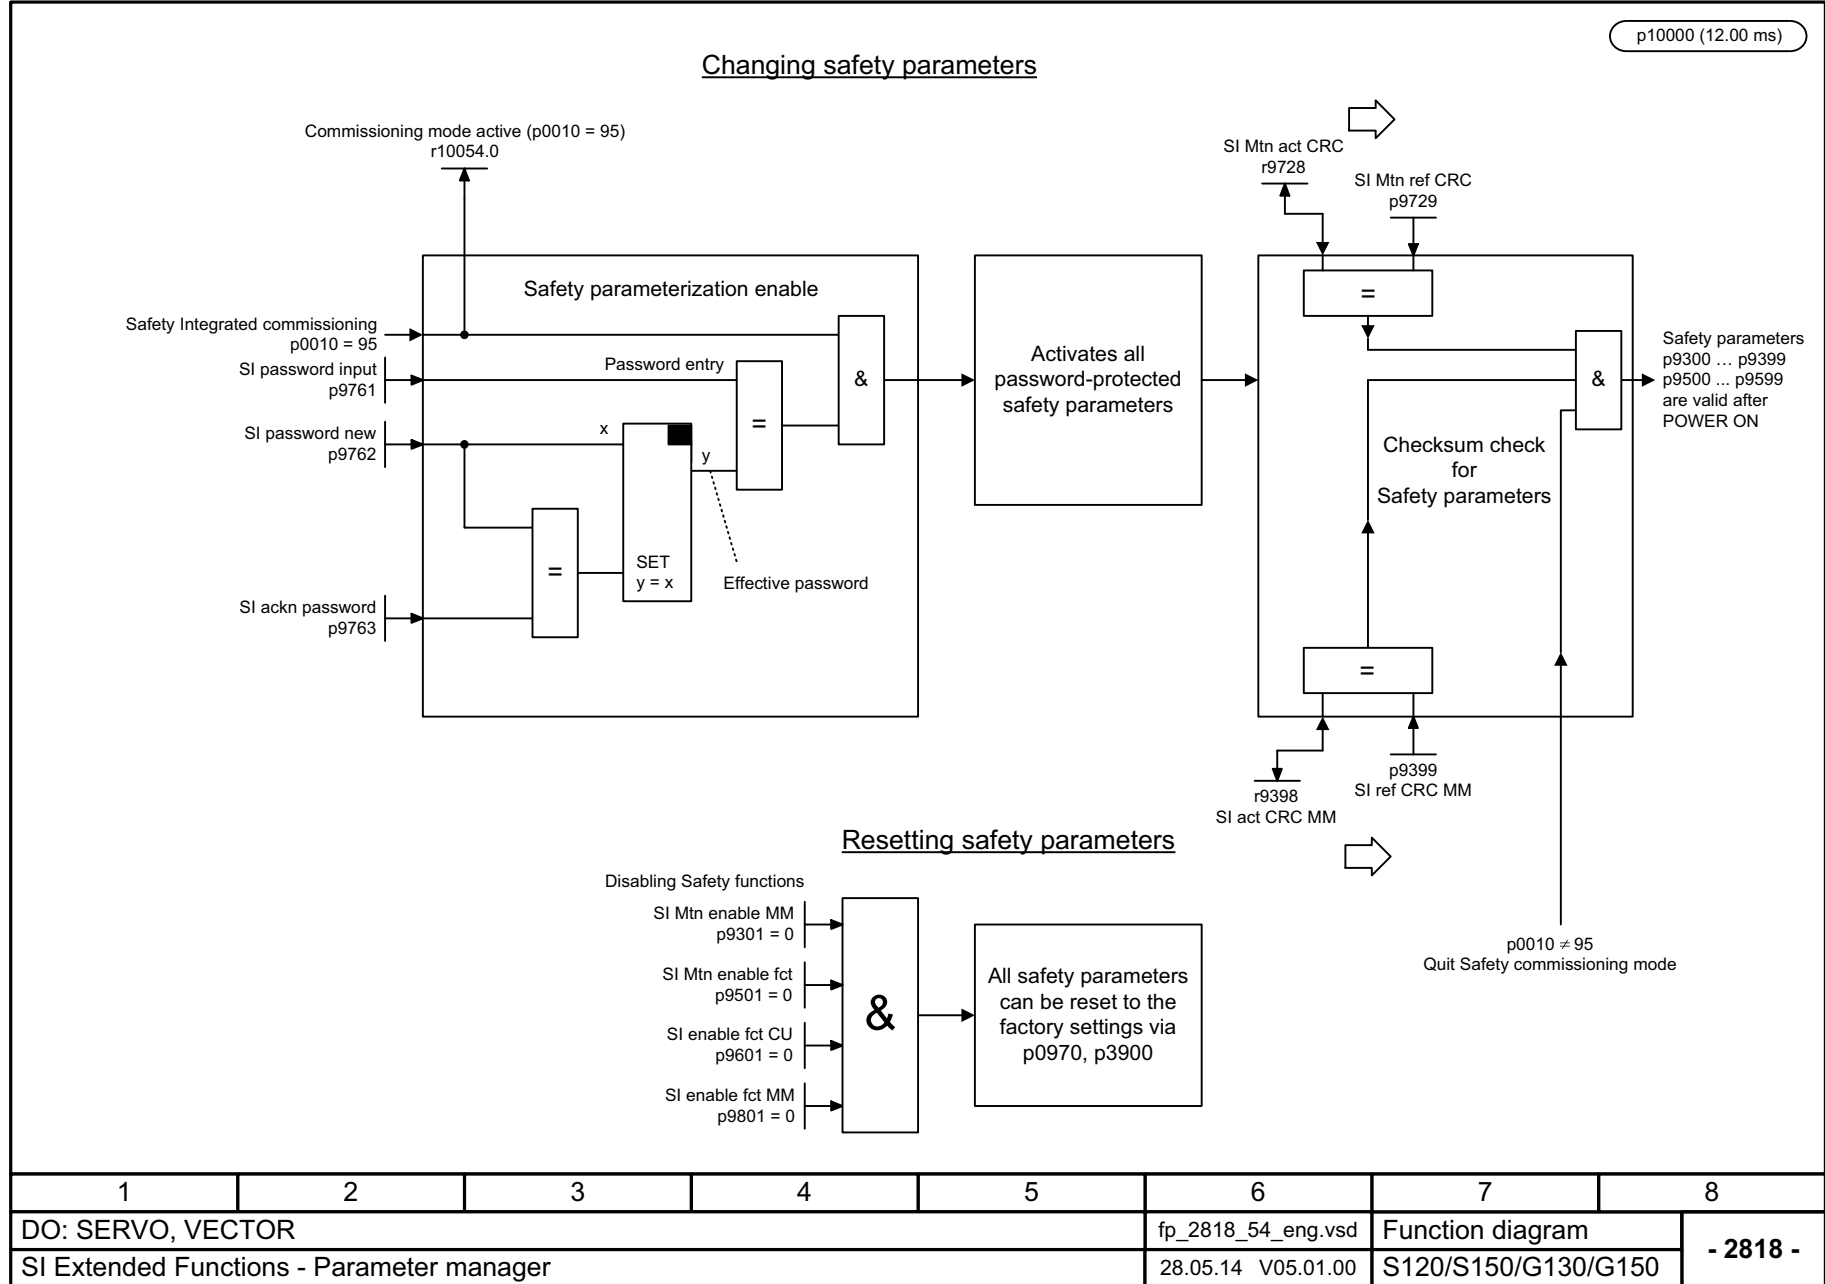 p10000 (12.00 ms)
Changing safety parameters
Commissioning mode active (p0010 = 95)
r10054.0
SI Mtn act CRC
r9728
SI Mtn ref CRC
p9729
Safety parameterization enable
Safety Integrated commissioning
p0010 = 95
SI password input
p9761
SI password new
p9762
SI ackn password
p9763
Password entry
x
y
SET
y = x
=
=
&
Effective password
Activates all
password-protected
safety parameters
=
&
Checksum check
for
Safety parameters
=
Safety parameters
p9300 … p9399
p9500 ... p9599
are valid after
POWER ON
r9398
SI act CRC MM
p9399
SI ref CRC MM
p0010 ≠ 95
Quit Safety commissioning mode
Resetting safety parameters
Disabling Safety functions
SI Mtn enable MM
p9301 = 0
SI Mtn enable fct
p9501 = 0
SI enable fct CU
p9601 = 0
SI enable fct MM
p9801 = 0
&
All safety parameters
can be reset to the
factory settings via
p0970, p3900
1 2 3 4 5 6 7 8
DO: SERVO, VECTOR
fp_2818_54_eng.vsd
Function diagram
- 2818 -
SI Extended Functions - Parameter manager
28.05.14 V05.01.00
S120/S150/G130/G150